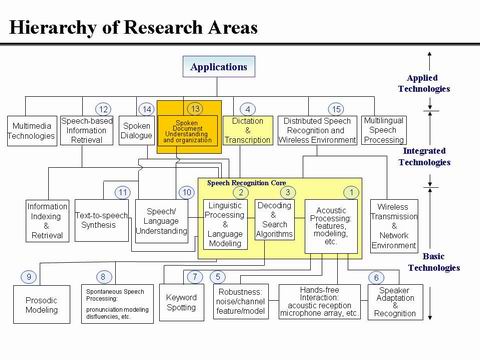 Hierarchy of Research Areas
Applications
Applied
Technologies
12
14
13
4
15
Multimedia
Technologies
Speech-based
Information
Retrieval
Spoken
Dialogue
Spoken
Document
Understanding
and organization
Dictation
&
Transcription
Distributed Speech
Recognition and
Wireless Environment
Multilingual
Speech
Processing
Integrated
Technologies
Speech Recognition Core
11
10
2
3
1
Information
Indexing &
Retrieval
Text-to-speech
Synthesis
Speech/
Language
Understanding
Linguistic
Processing &
Language
Modeling
Decoding &
Search
Algorithms
Acoustic
Processing:
features,
modeling,
etc.
Wireless
Transmission
& Network
Environment
Basic
Technologies
9
8
7
5
6
Prosodic
Modeling
Spontaneous Speech
Processing:
pronunciation modeling
disfluencies, etc.
Keyword
Spotting
Robustness:
noise/channel
feature/model
Hands-free
Interaction:
acoustic reception
microphone array, etc.
Speaker
Adaptation &
Recognition